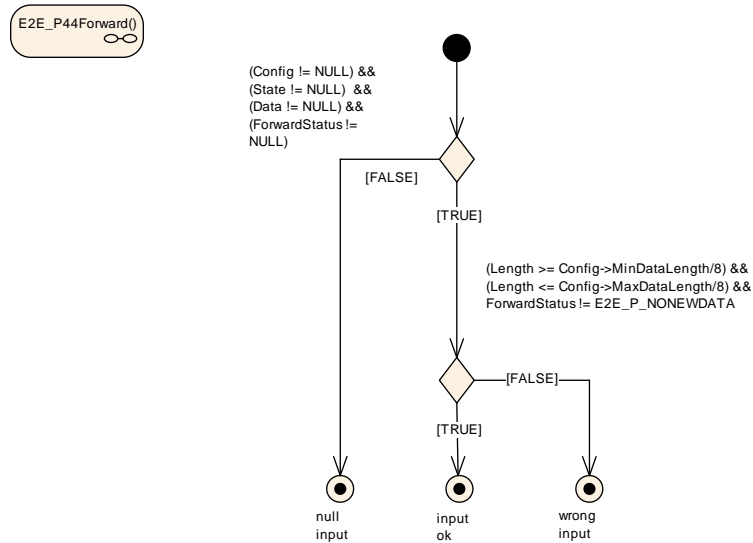 E2E_P44Forward()
(Config != NULL) &&
(State != NULL) &&
(Data != NULL) &&
(ForwardStatus !=
NULL)
[FALSE]
[TRUE]
(Length >= Config->MinDataLength/8) &&
(Length <= Config->MaxDataLength/8) &&
ForwardStatus != E2E_P_NONEWDATA
[FALSE]
[TRUE]
null
input
input
ok
wrong
input